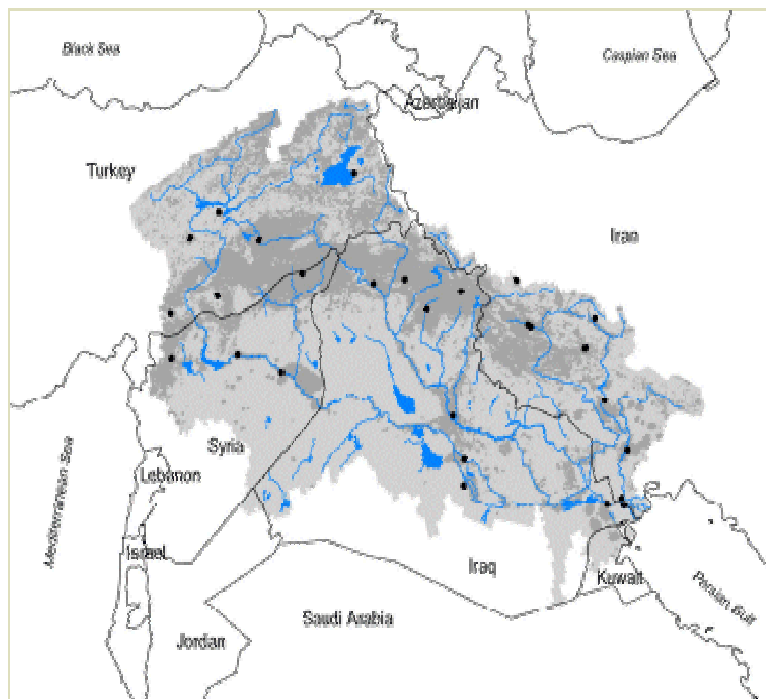 Black Sea
Caspian Sea
Azerbaijan
Turkey
Iran
Syria
Mediterranean Sea
Lebanon
Israel
Iraq
Kuwait
Persian Gulf
Saudi Arabia
Jordan